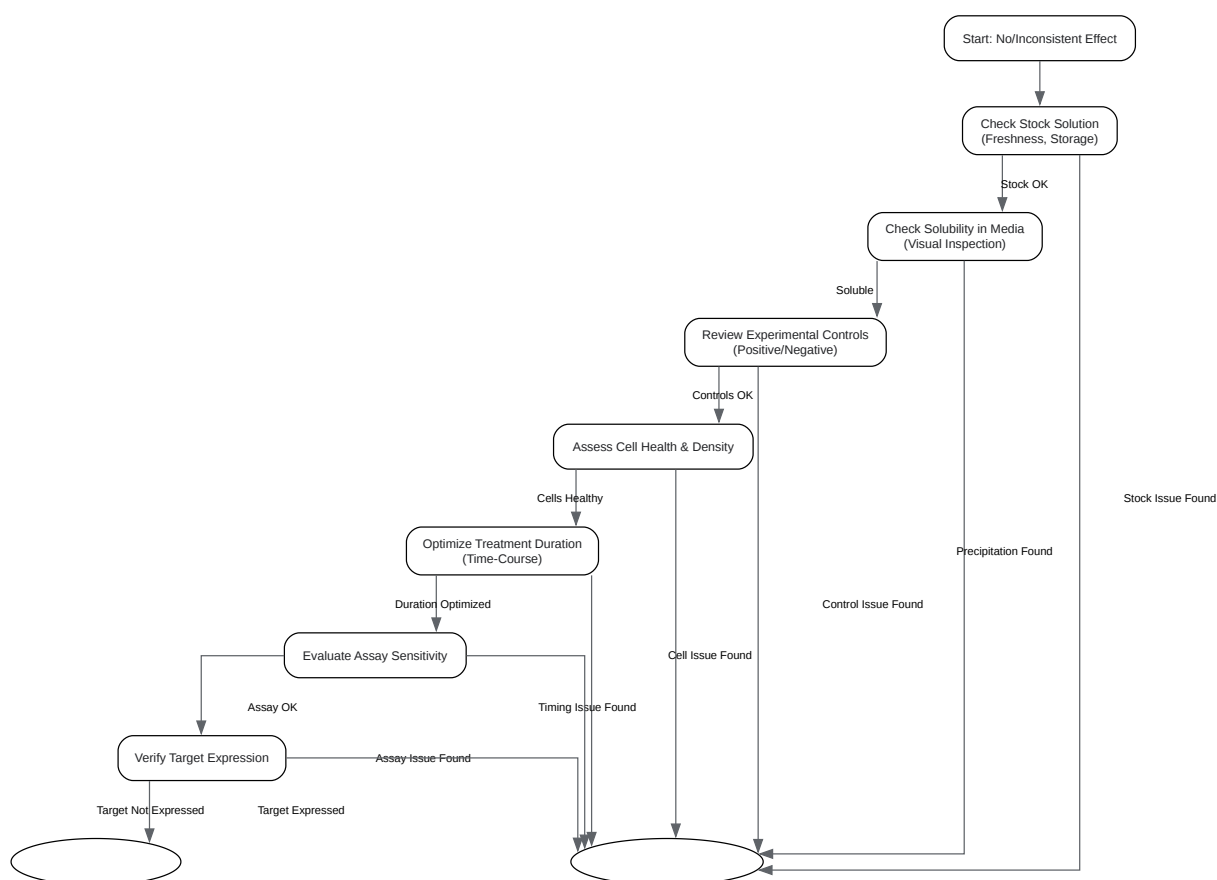 Start: No/Inconsistent Effect
Check Stock Solution
(Freshness, Storage)
Stock OK
Check Solubility in Media
(Visual Inspection)
Soluble
Review Experimental Controls
(Positive/Negative)
Controls OK
Assess Cell Health & Density
Cells Healthy
Stock Issue Found
Optimize Treatment Duration
(Time-Course)
Precipitation Found
Duration Optimized
Control Issue Found
Evaluate Assay Sensitivity
Cell Issue Found
Assay OK
Timing Issue Found
Verify Target Expression
Assay Issue Found
Target Not Expressed
Target Expressed